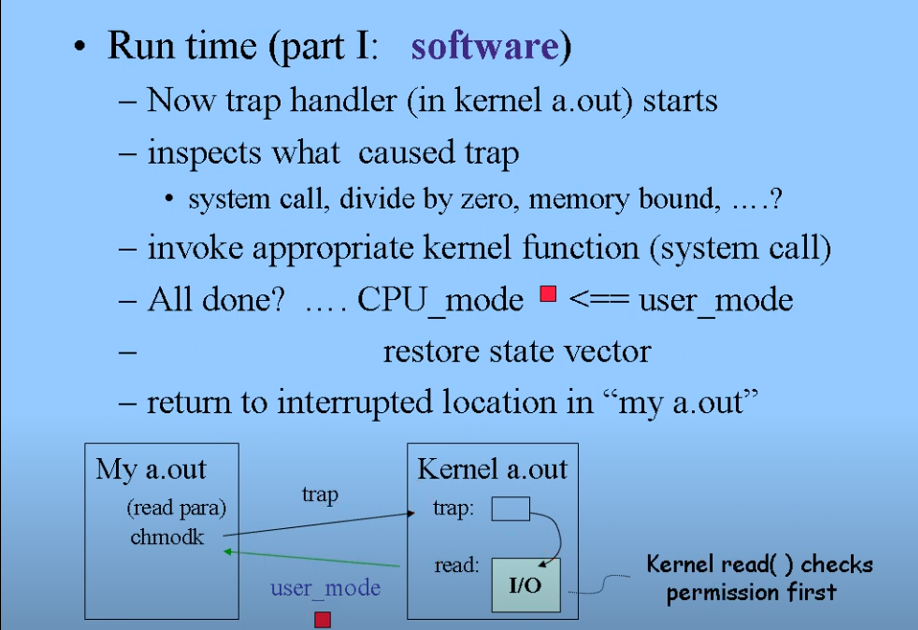 • Run time (part I: software)
– Now trap handler (in kernel a.out) starts
– inspects what caused trap
• system call, divide by zero, memory bound, ….?
– invoke appropriate kernel function (system call)
– All done? …. CPU_mode <== user_mode
– restore state vector
– return to interrupted location in “my a.out”
My a.out
(read para)
chmodk
trap
user_mode
Kernel a.out
trap:
read:
I/O
Kernel read( ) checks
permission first